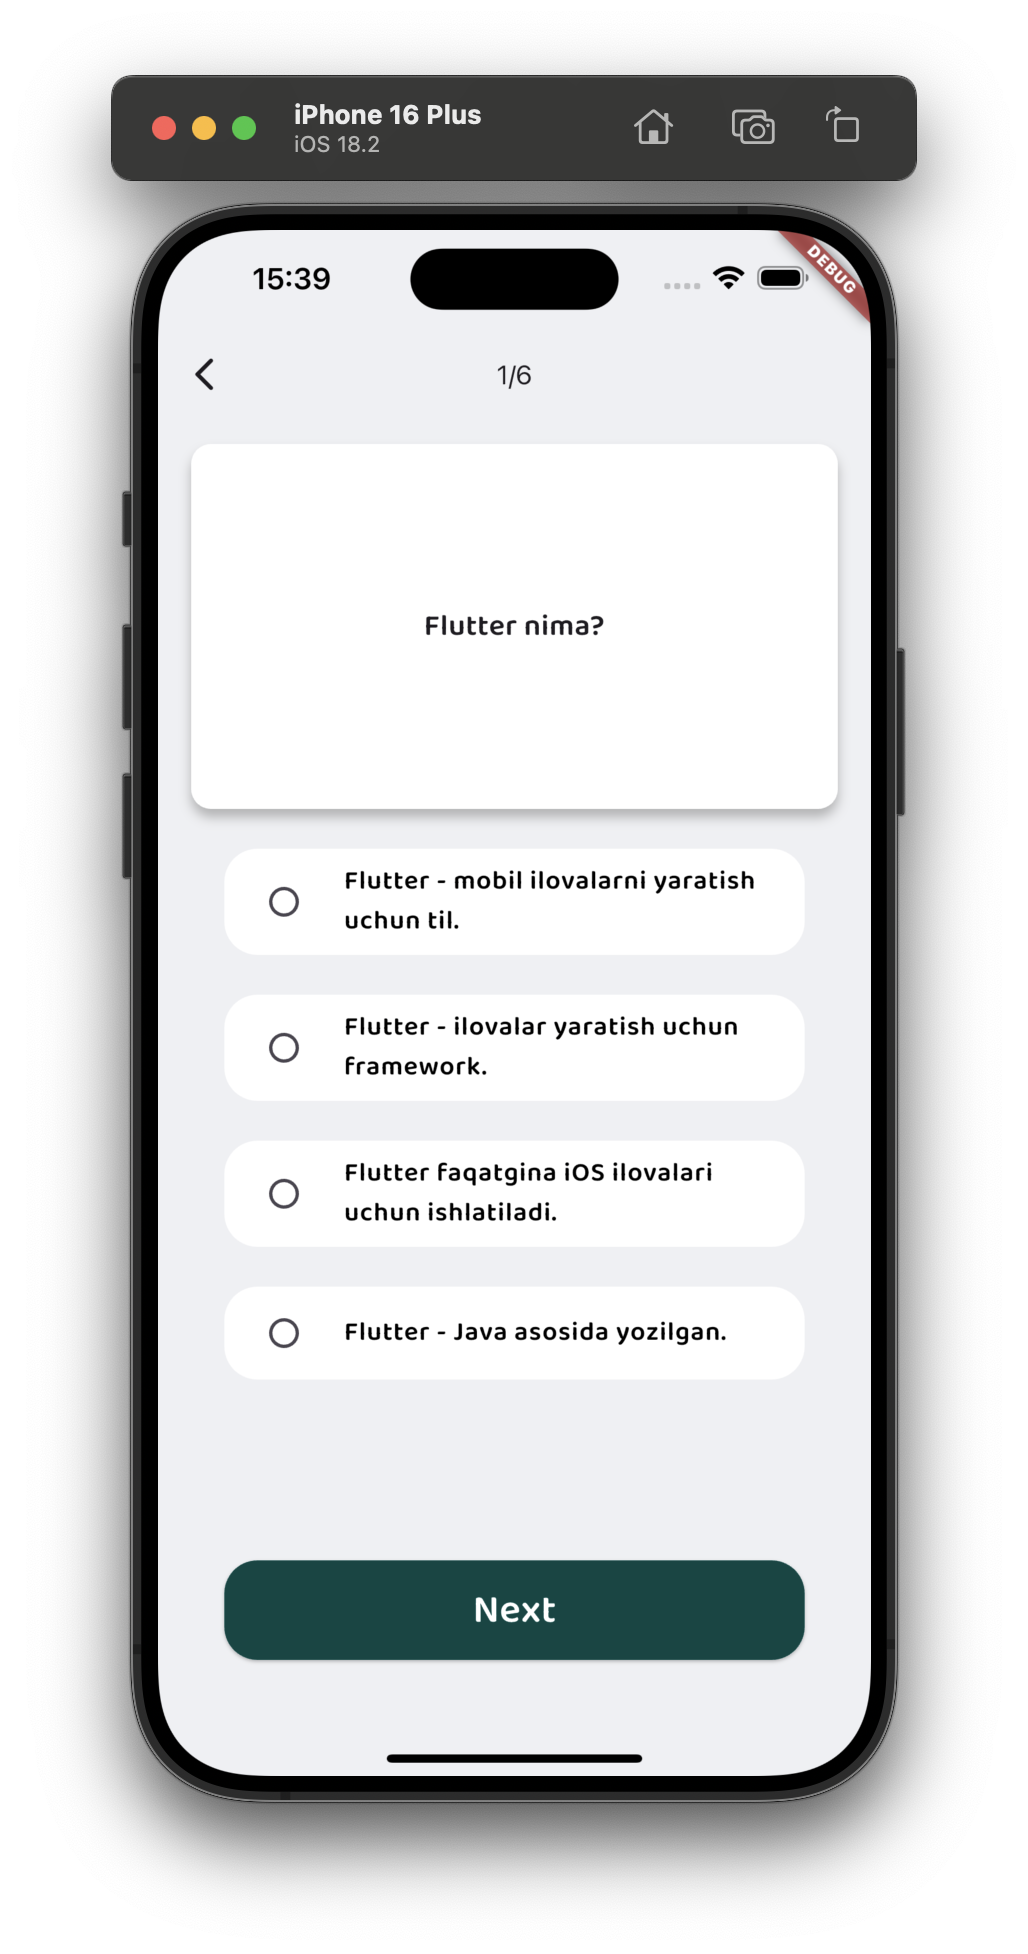 iPhone 16 Plus
iOS 18.2
15:39
DEBUG
1/6
Flutter nima?
Flutter - mobil ilovalarni yaratish
uchun til.
Flutter - ilovalar yaratish uchun
framework.
Flutter faqatgina iOS ilovalari
uchun ishlatiladi.
Flutter - Java asosida yozilgan.
Next